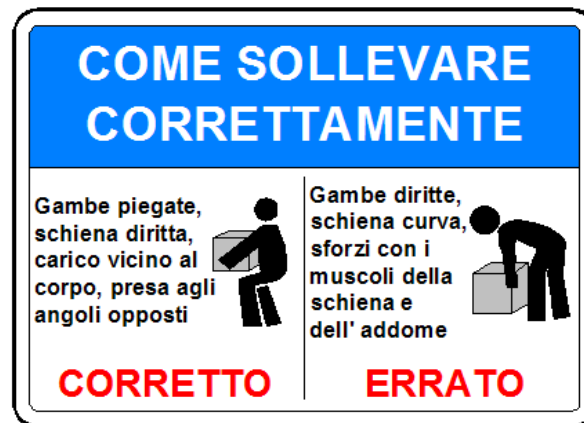 COME SOLLEVARE
CORRETTAMENTE
Gambe piegate,
schiena diritta,
carico vicino al
corpo, presa agli
angoli opposti
CORRETTO
Gambe diritte,
schiena curva,
sforzi con i
muscoli della
schiena e
dell' addome
ERRATO